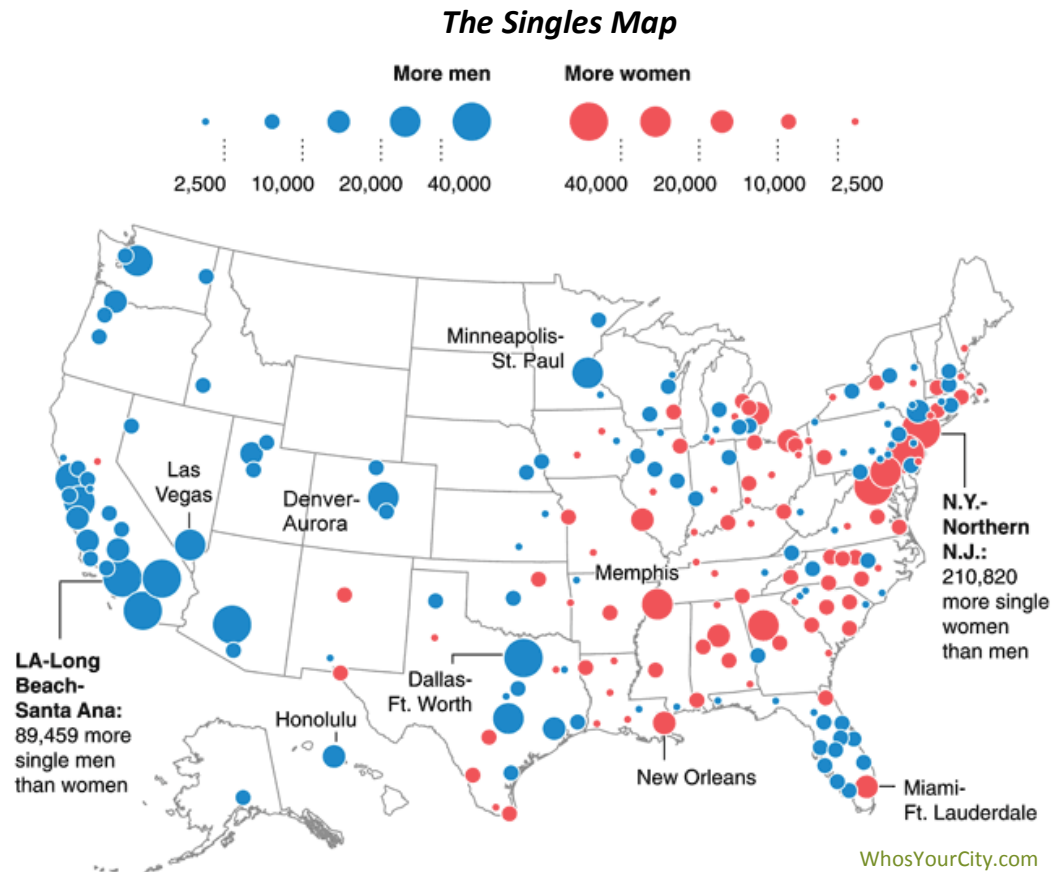 The Singles Map
More men
More women
2,500
10,000
20,000
40,000
40,000
20,000
10,000
2,500
Minneapolis-
St. Paul
Las
Vegas
Denver-
Aurora
Memphis
N.Y.-
Northern
N.J.:
210,820
more single
women
than men
LA-Long
Beach-
Santa Ana:
89,459 more
single men
than women
Dallas-
Ft. Worth
Honolulu
New Orleans
Miami-
Ft. Lauderdale
WhosYourCity.com